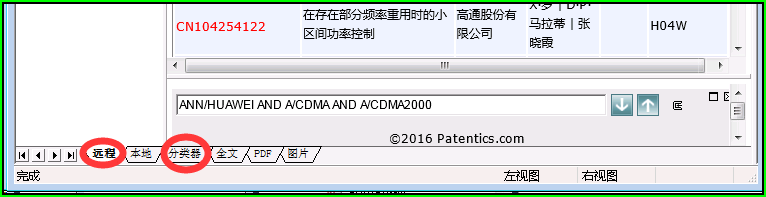 CN104254122
在存在部分频率重用时的小
区间功率控制
高通股份有
限公司
马拉蒂 | 张
晓霞
H04W
ANN/HUAWEI AND A/CDMA AND A/CDMA2000
©2016 Patentics.com
远程 本地 分类器 全文 PDF 图片
完成 左视图 右视图